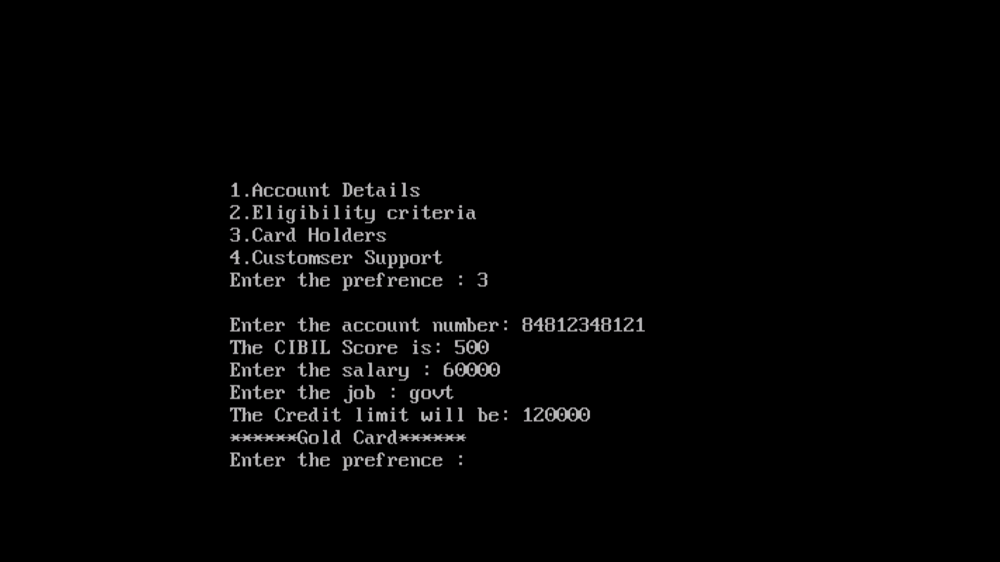 1.Account Details
2.Eligibility criteria
3.Card Holders
4.Customser Support
Enter the prefrence : 3
Enter the account number: 84812348121
The CIBIL Score is: 500
Enter the salary : 60000
Enter the job : govt
The Credit limit will be: 120000
******Gold Card******
Enter the prefrence :